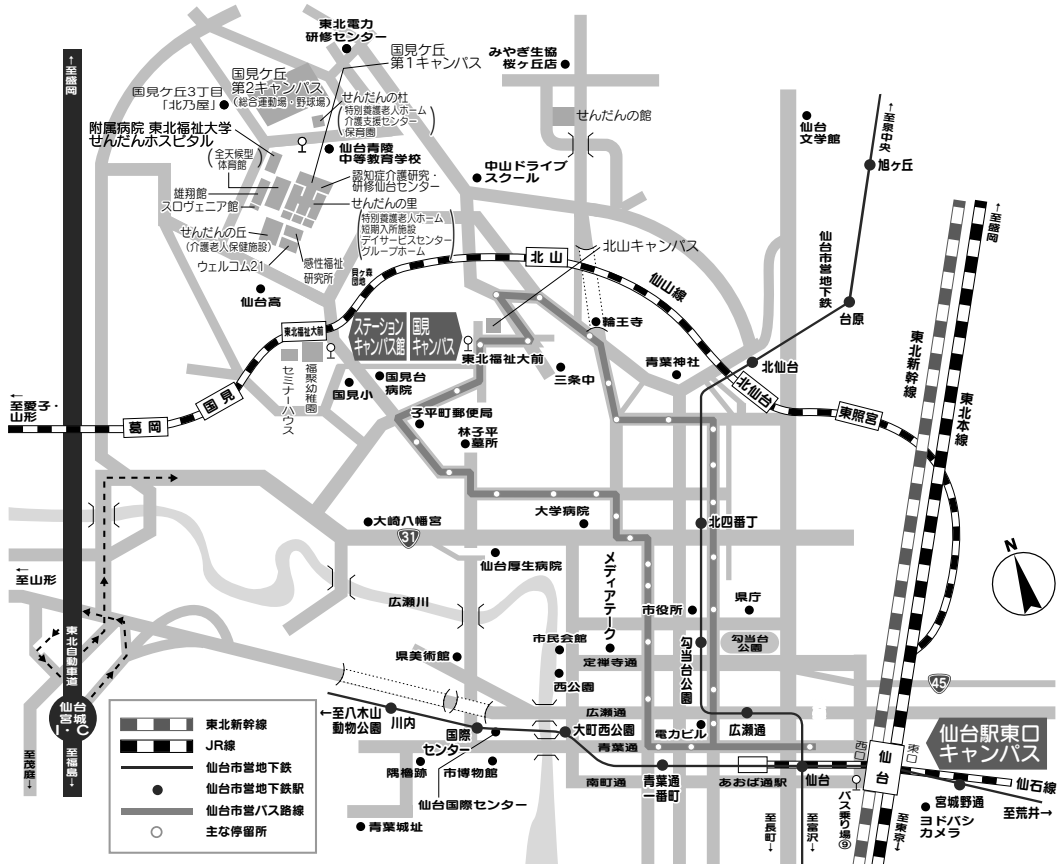 東北電力
研修センター
国見ケ丘
第1キャンパス
みやぎ生協
桜ヶ丘店
↑至盛岡
国見ケ丘
第2キャンパス
(総合運動場・野球場)
国見ケ丘3丁目
「北乃屋」
せんだんの杜
特別養護老人ホーム
介護支援センター
保育園
せんだんの館
仙台
文学館
←至泉中央
附属病院 東北福祉大学
せんだんホスピタル
仙台青陵
中等教育学校
全天候型
体育館
中山ドライブ
スクール
旭ヶ丘
認知症介護研究・
研修仙台センター
雄翔館
スロヴェニア館
せんだんの里
特別養護老人ホーム
短期入所施設
デイサービスセンター
グループホーム
せんだんの丘
(介護老人保健施設)
ウェルコム21
感性福祉
研究所
貝ヶ森
団地
北山
北山キャンパス
仙山線
仙台市営地下鉄
←至盛岡
仙台高
東北福祉大前
ステーション
キャンパス館
国見
キャンパス
東北福祉大前
輪王寺
台原
東北新幹線
東北本線
セミナーハウス
福聚幼稚園
国見小
国見台
病院
三条中
青葉神社
北仙台
北仙台
東照宮
国見
←
至愛子・
山形
葛岡
子平町郵便局
林子平
墓所
大崎八幡宮
31
大学病院
北四番丁
仙台厚生病院
メディアテーク
N
←
至山形
広瀬川
市役所
県庁
東北自動車道
市民会館
勾当台公園
勾当台
公園
県美術館
定禅寺通
西公園
45
仙台
宮城
I・C
←至八木山
動物公園
川内
国際
センター
大町西公園
広瀬通
広瀬通
電力ビル
青葉通
仙台駅東口
キャンパス
西口
東口
仙台
隅櫓跡
市博物館
南町通
青葉通
一番町
あおば通駅
仙台
仙石線
仙台国際センター
宮城野通
至荒井→
ヨドバシ
カメラ
バス乗り場⑨
青葉城址
至長町↓
至富沢↓
至東京↓
至茂庭↓
至福島↓
東北新幹線
JR線
仙台市営地下鉄
仙台市営地下鉄駅
仙台市営バス路線
主な停留所